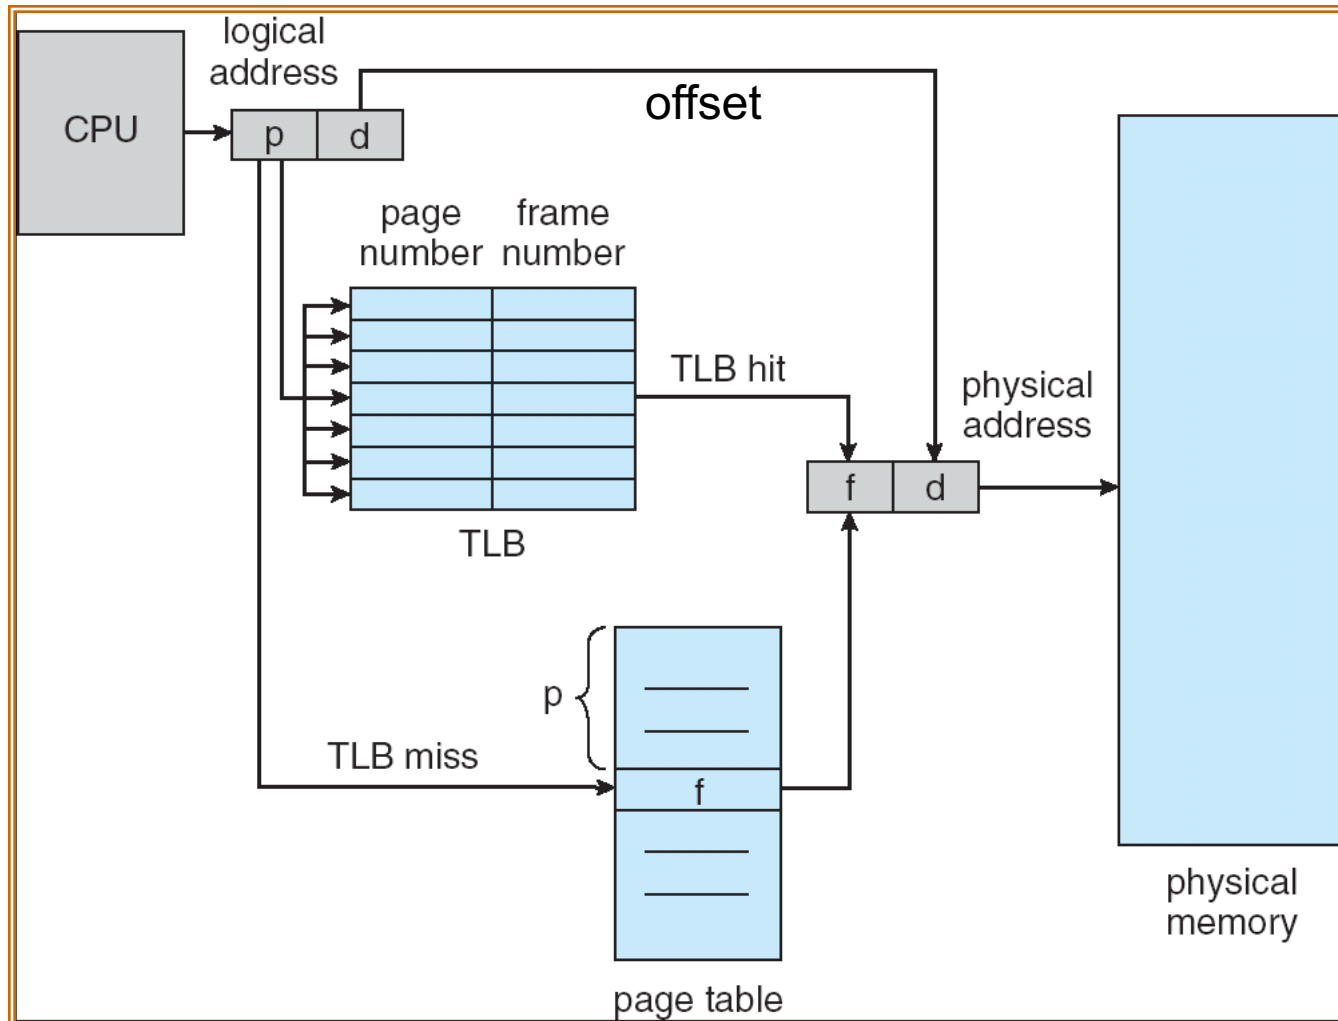 logical
address
CPU
p
d
offset
page
number
frame
number
TLB hit
physical
address
f
d
TLB
p
TLB miss
f
physical
memory
page table